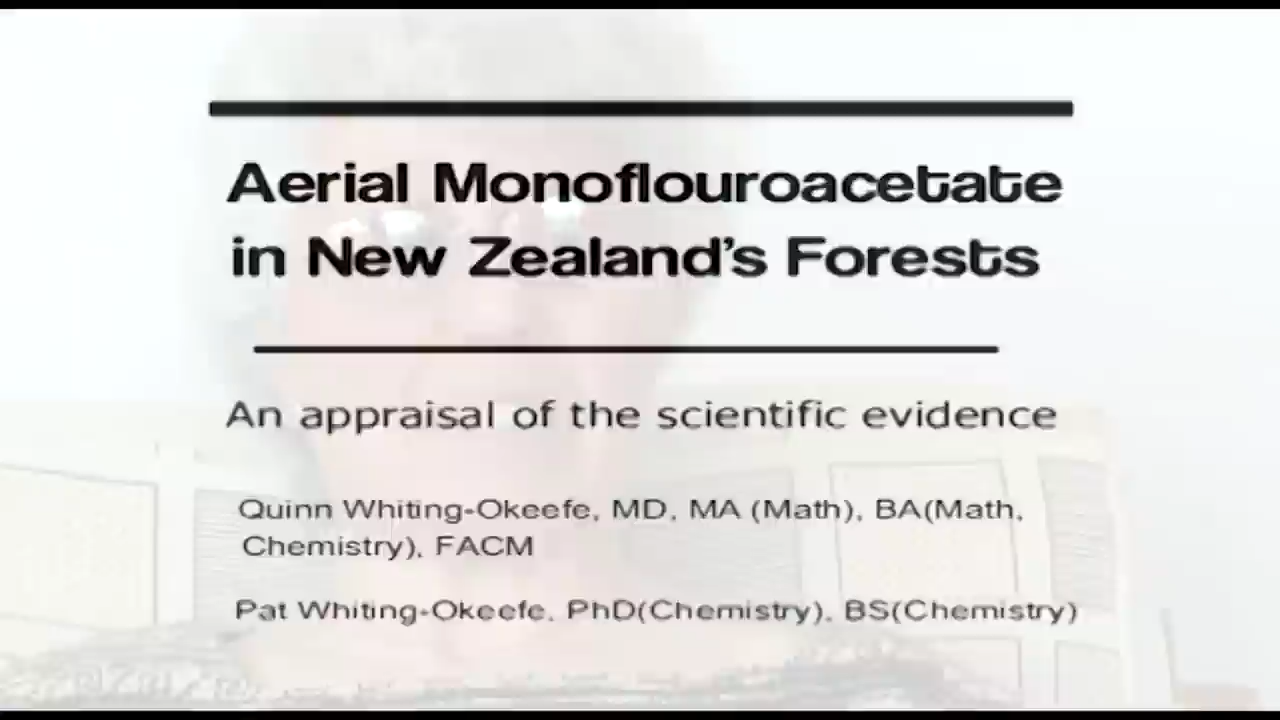 Aerial Monoflouroacetate
in New Zealand's Forests
An appraisal of the scientific evidence
Quinn Whiting-Okeefe, MD, MA (Math), BA(Math,
Chemistry), FACM
Pat Whiting-Okeefe, PhD(Chemistry), BS(Chemistry)